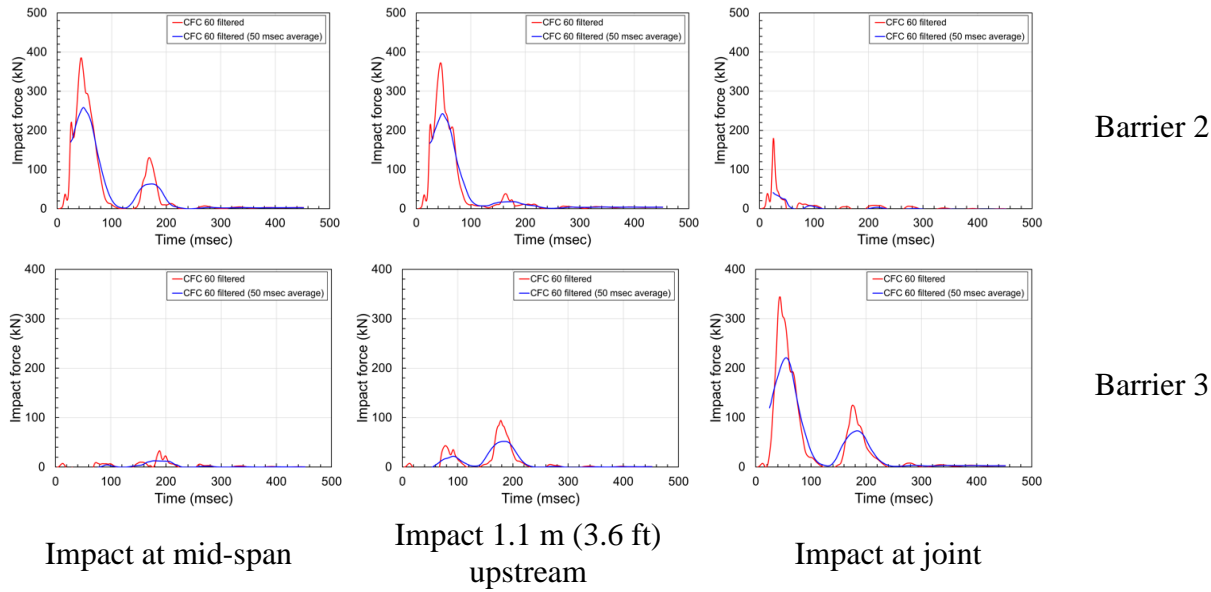 500
400
300
200
100
0
Impact force (kN)
CFC 60 filtered
CFC 60 filtered (50 msec average)
0 100 200 300 400 500
Time (msec)
500
400
300
200
100
0
Impact force (kN)
CFC 60 filtered
CFC 60 filtered (50 msec average)
0 100 200 300 400 500
Time (msec)
500
400
300
200
100
0
Impact force (kN)
CFC 60 filtered
CFC 60 filtered (50 msec average)
0 100 200 300 400 500
Time (msec)
Barrier 2
400
300
200
100
0
Impact force (kN)
CFC 60 filtered
CFC 60 filtered (50 msec average)
0 100 200 300 400 500
Time (msec)
400
300
200
100
0
Impact force (kN)
CFC 60 filtered
CFC 60 filtered (50 msec average)
0 100 200 300 400 500
Time (msec)
400
300
200
100
0
Impact force (kN)
CFC 60 filtered
CFC 60 filtered (50 msec average)
0 100 200 300 400 500
Time (msec)
Barrier 3
Impact at mid-span
Impact 1.1 m (3.6 ft)
upstream
Impact at joint